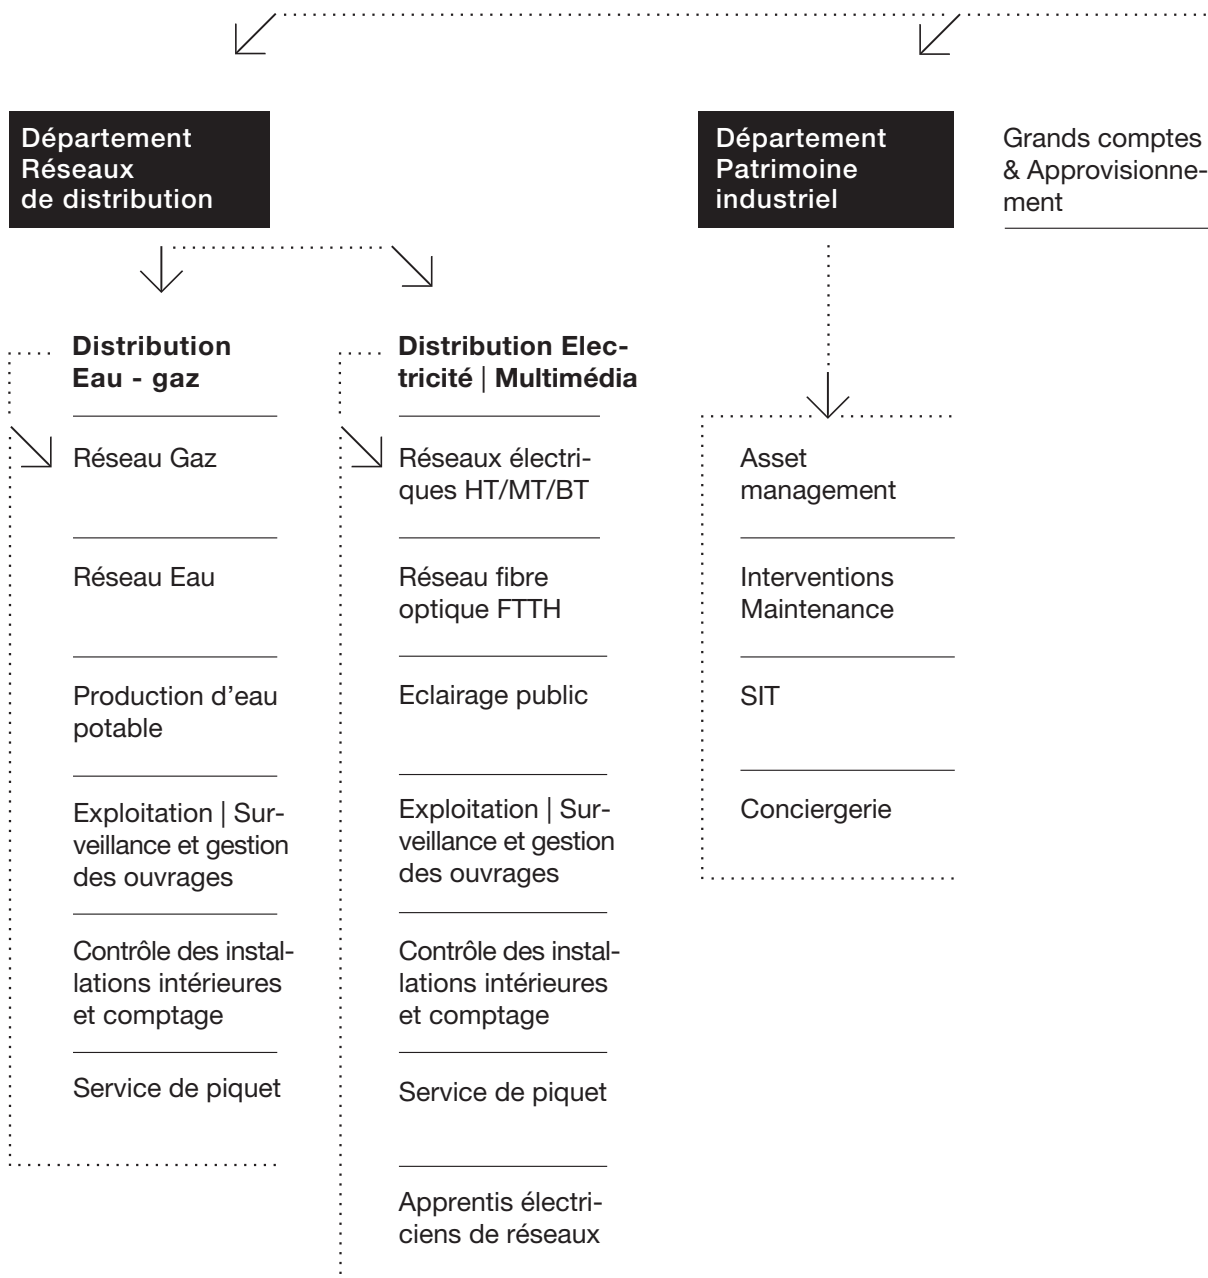 Département
Réseaux
de distribution
Distribution
Eau - gaz
Réseau Gaz
Réseau Eau
Production d'eau
potable
Exploitation | Sur-
veillance et gestion
des ouvrages
Contrôle des instal-
lations intérieures
et comptage
Service de piquet
Distribution Elec-
tricité | Multimédia
Réseaux électri-
ques HT/MT/BT
Réseau fibre
optique FTTH
Eclairage public
Exploitation | Sur-
veillance et gestion
des ouvrages
Contrôle des instal-
lations intérieures
et comptage
Service de piquet
Apprentis électri-
ciens de réseaux
Département
Patrimoine
industriel
Asset
management
Interventions
Maintenance
SIT
Conciergerie
Grands comptes
& Approvisionne-
ment